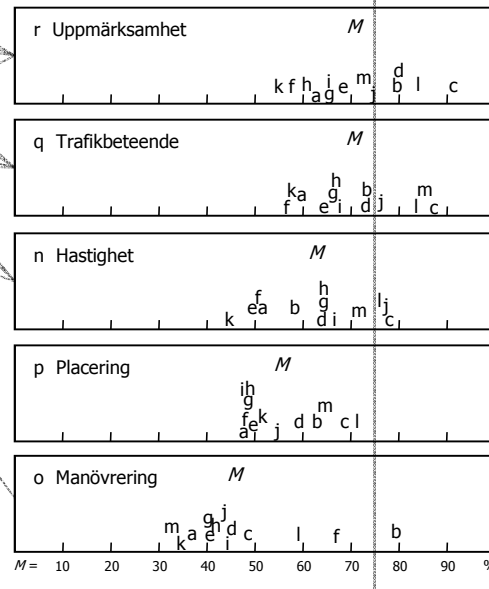 r Uppmärksamhet M
d
m
i
k f h e b l c
g
a j
q Trafikbeteende M
h
k b m
a g
j
f e l d l c
n Hastighet M
h
f l
e a b g m j
k d i c
p Placering M
i h
g
m
k
f e d b c l
a j
o Manövrering M
j
g
m h d b
a e c l f
k i
M = 10 20 30 40 50 60 70 80 90 %